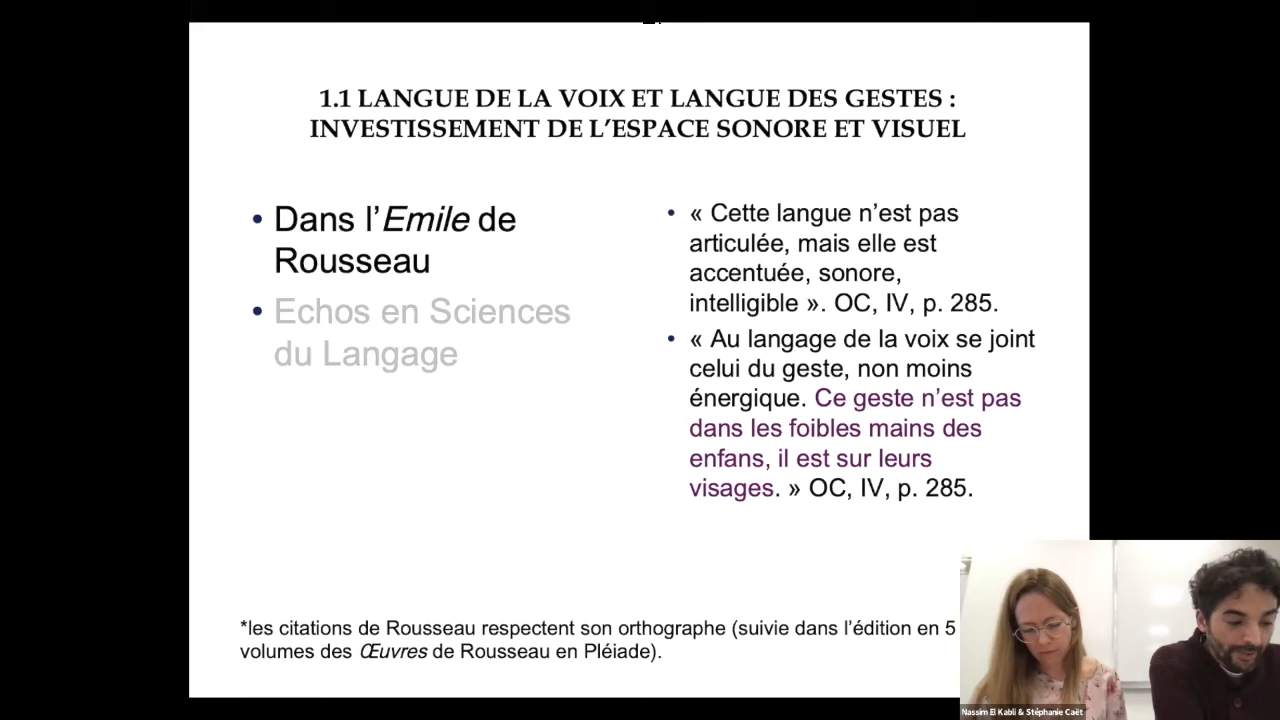 1.1 LANGUE DE LA VOIX ET LANGUE DES GESTES :
INVESTISSEMENT DE L’ESPACE SONORE ET VISUEL
• Dans l’Emile de
Rousseau
• Echos en Sciences
du Langage
• « Cette langue n’est pas
articulée, mais elle est
accentuée, sonore,
intelligible ». OC, IV, p. 285.
• « Au langage de la voix se joint
celui du geste, non moins
énergique. Ce geste n’est pas
dans les foibles mains des
enfans, il est sur leurs
visages. » OC, IV, p. 285.
*les citations de Rousseau respectent son orthographe (suivie dans l’édition en 5
volumes des Œuvres de Rousseau en Pléiade).
Nassim El Kabli & Stéphanie Caët